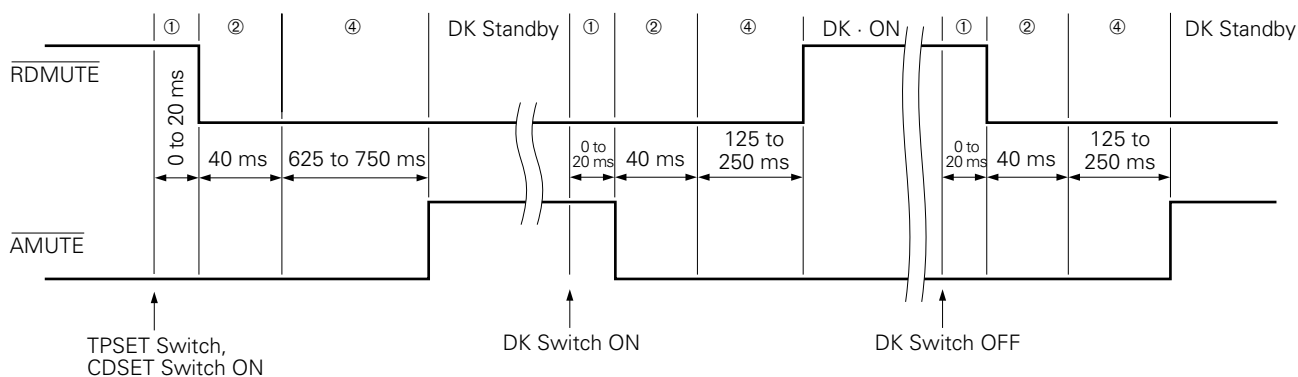 ① ② ④ DK Standby ① ② ④ DK · ON ① ② ④ DK Standby
RDMUTE
0 to 20 ms
40 ms
625 to 750 ms
0 to
20 ms
40 ms
125 to
250 ms
0 to
20 ms
40 ms
125 to
250 ms
AMUTE
TPSET Switch,
CDSET Switch ON
DK Switch ON
DK Switch OFF